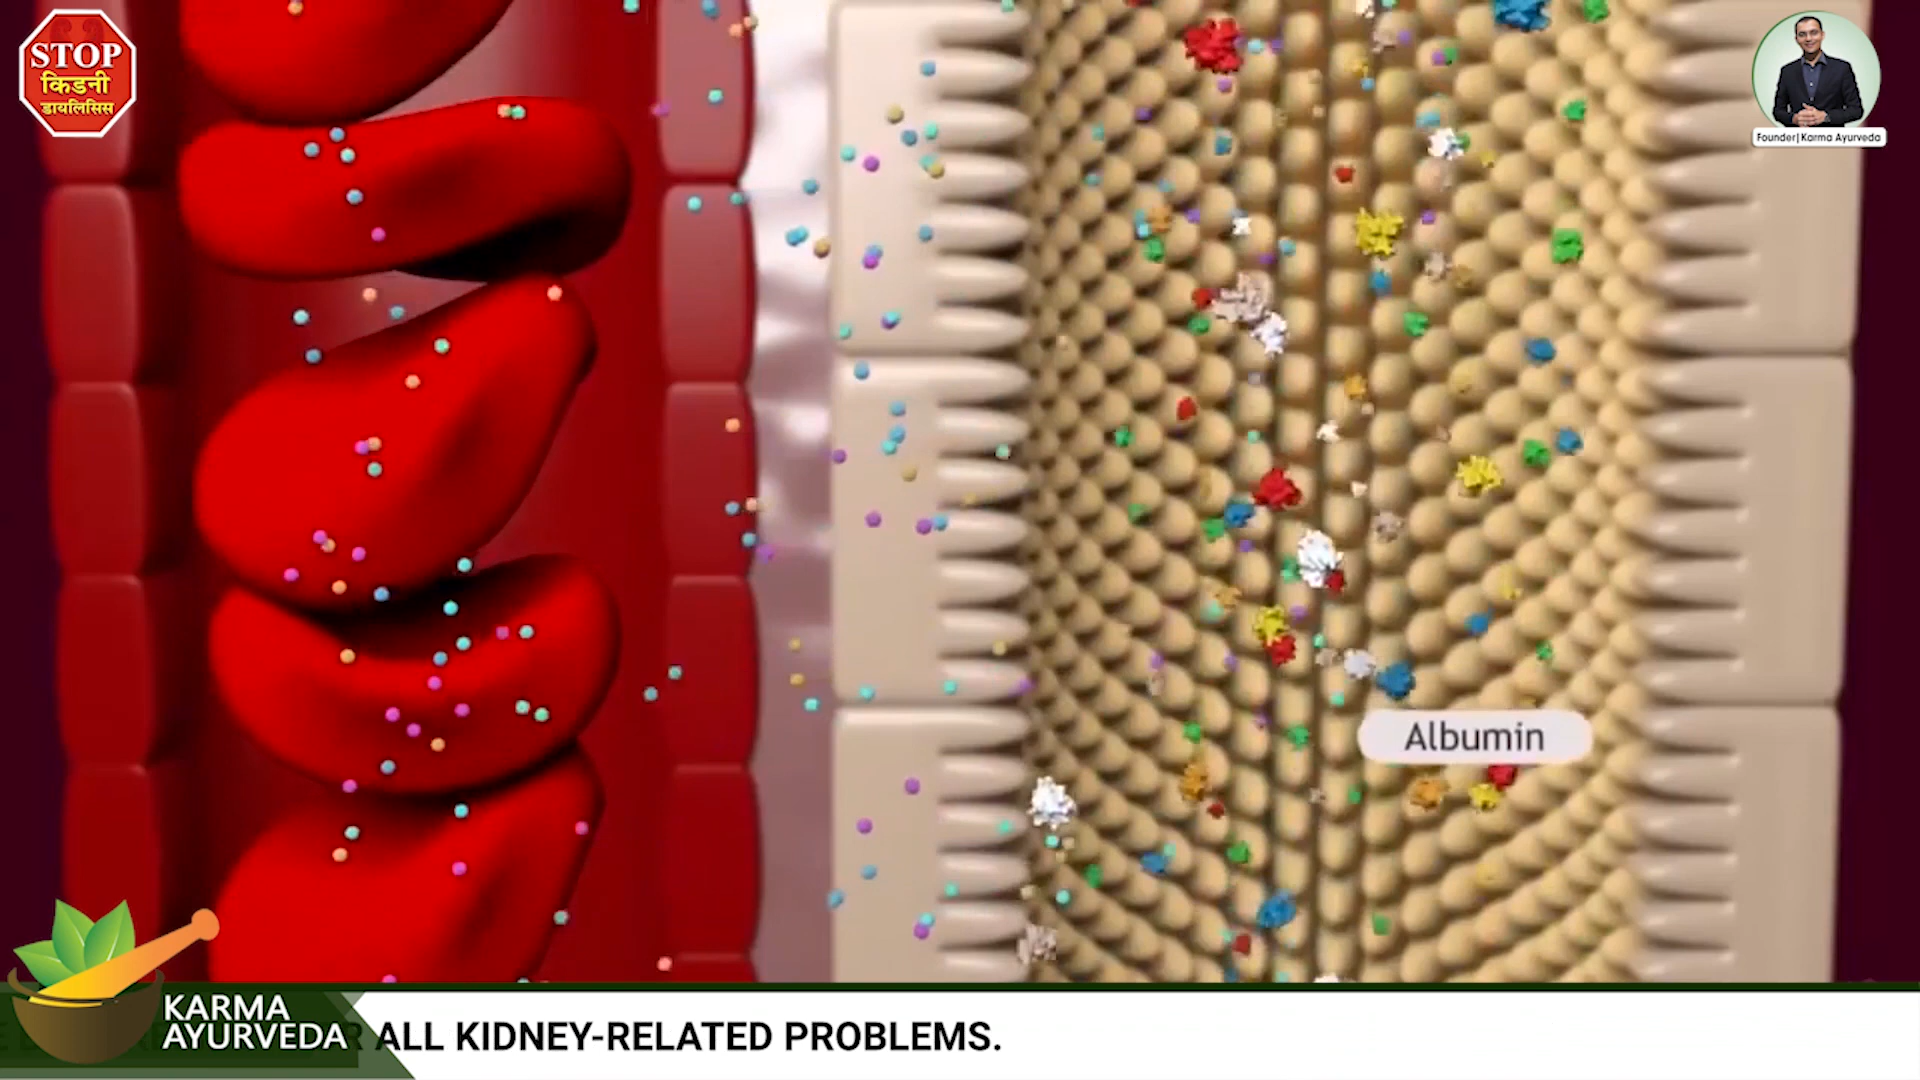 STOP
किडनी
डायलिसिस
Founder|Karma Ayurveda
Albumin
KARMA
AYURVEDA
ALL KIDNEY-RELATED PROBLEMS.